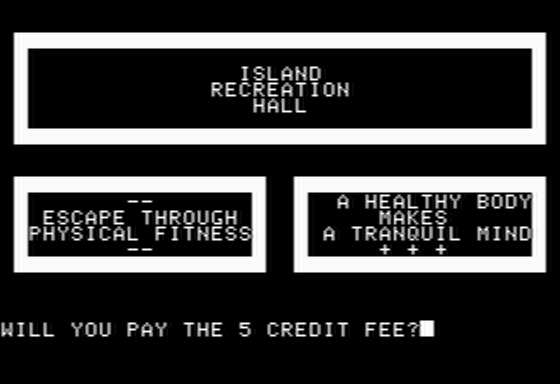 ISLAND
RECREATION
HALL
--
ESCAPE THROUGH
PHYSICAL FITNESS
--
A HEALTHY BODY
MAKES
A TRANQUIL MIND
+ + +
WILL YOU PAY THE 5 CREDIT FEE?